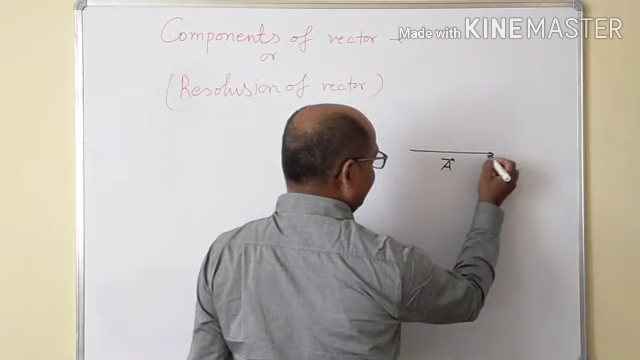 Components of vector :-
or
(Resolusion of vector)
Made with KINEMASTER
A